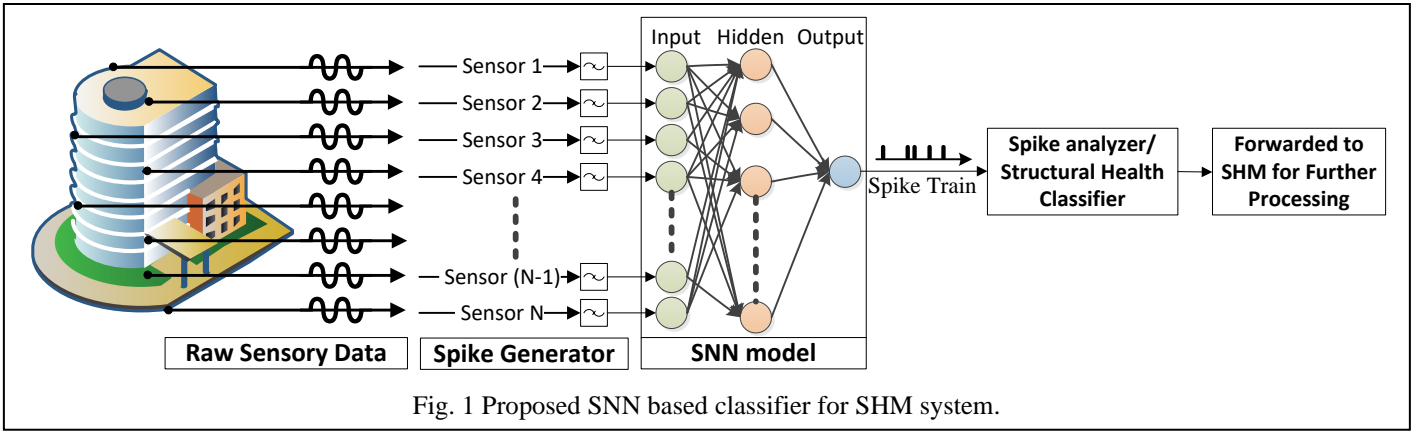 Input Hidden Output
Sensor 1
Sensor 2
Sensor 3
Sensor 4
Sensor (N-1)
Sensor N
Spike Train
Spike analyzer/
Structural Health
Classifier
Forwarded to
SHM for Further
Processing
Raw Sensory Data
Spike Generator
SNN model
Fig. 1 Proposed SNN based classifier for SHM system.